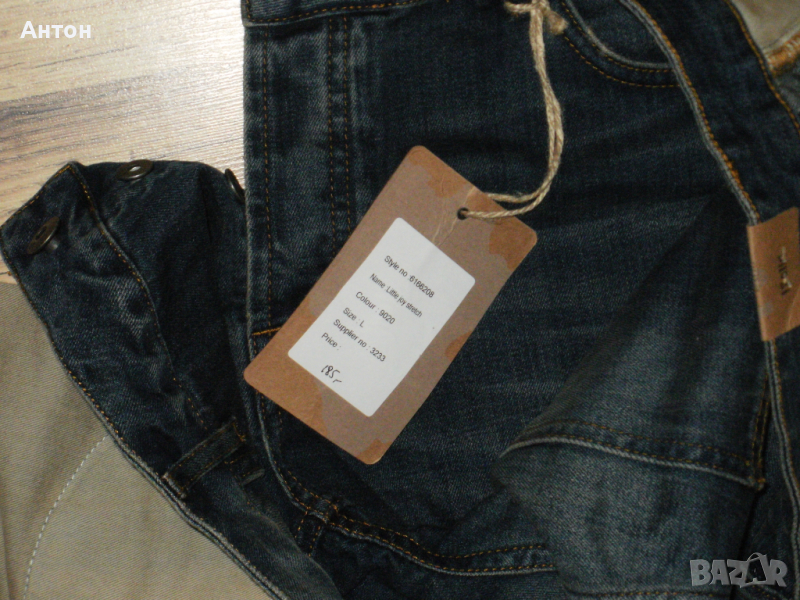 Антон
Style no 6166208
Name Little joy stretch
Colour 9020
Size : L
Supplier no : 3233
Price :
185,-
BAZAR